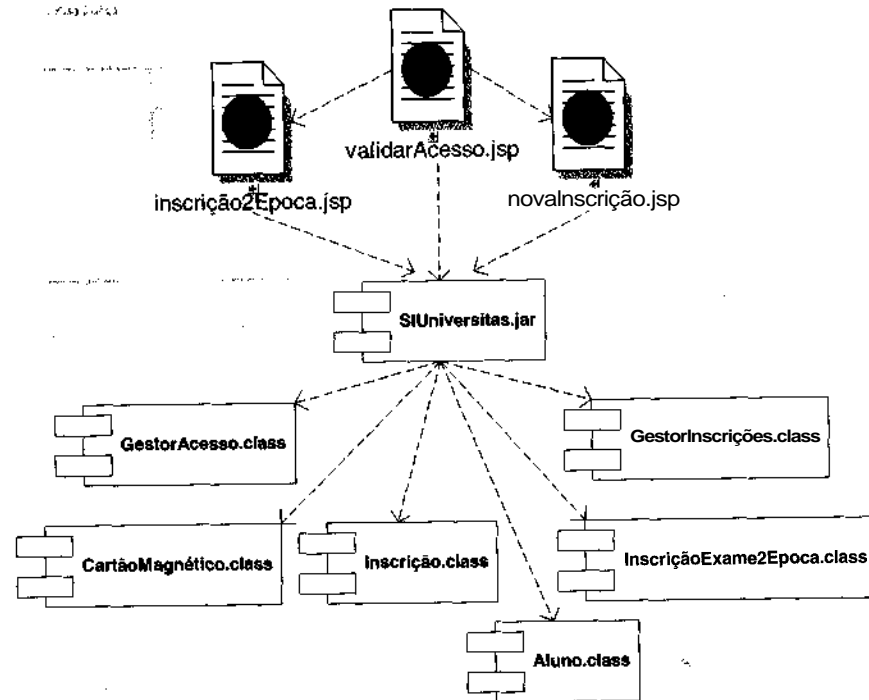 validarAcesso.jsp
inscrição2Epoca.jsp
novaInscrição.jsp
SIUniversitas.jar
GestorAcesso.class
GestorInscrições.class
CartãoMagnético.class
Inscrição.class
InscriçãoExame2Epoca.class
Aluno.class